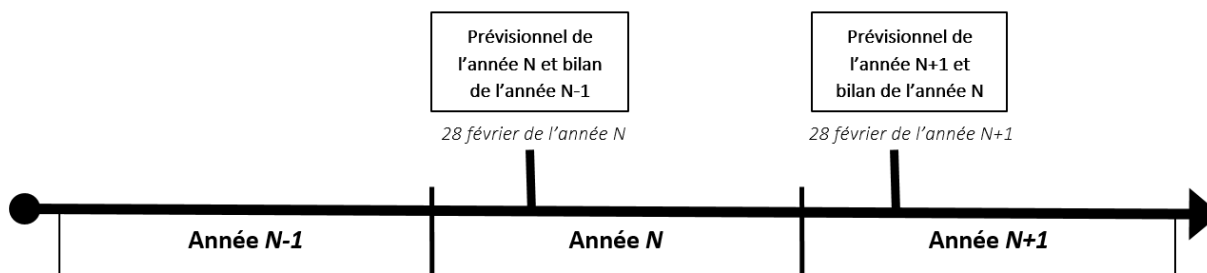 Prévisionnel de
l’année N et bilan
de l’année N-1
Prévisionnel de
l’année N+1 et
bilan de l’année N
28 février de l’année N
28 février de l’année N+1
Année N-1
Année N
Année N+1